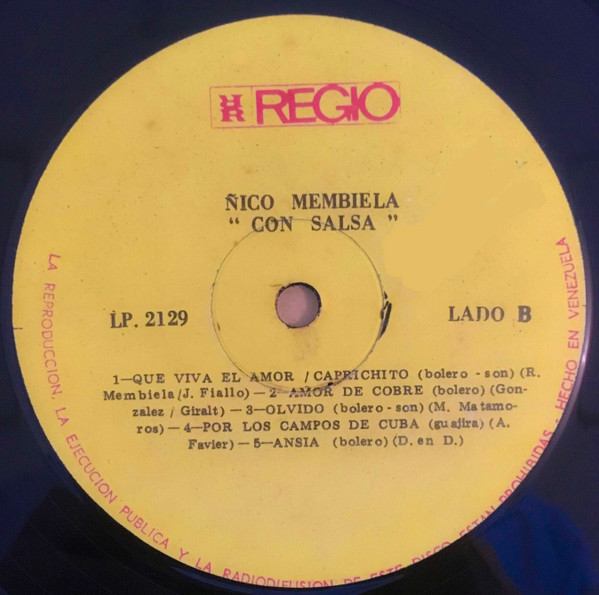 HR REGIO
ÑICO MEMBIELA
“ CON SALSA ”
LP. 2129
LADO B
1—QUE VIVA EL AMOR / CAPRICHITO (bolero - son) (R.
Membiela/J. Fiallo) — 2— AMOR DE COBRE (bolero) (Gon-
zalez / Giralt) — 3—OLVIDO (bolero - son) (M. Matamo-
ros) — 4—POR LOS CAMPOS DE CUBA (guajira) (A.
Favier) — 5—ANSIA (bolero) (D. en D.)
LA REPRODUCCION, LA EJECUCION PUBLICA Y LA RADIODIFUSION DE ESTE DISCO ESTAN PROHIBIDAS - HECHO EN VENEZUELA